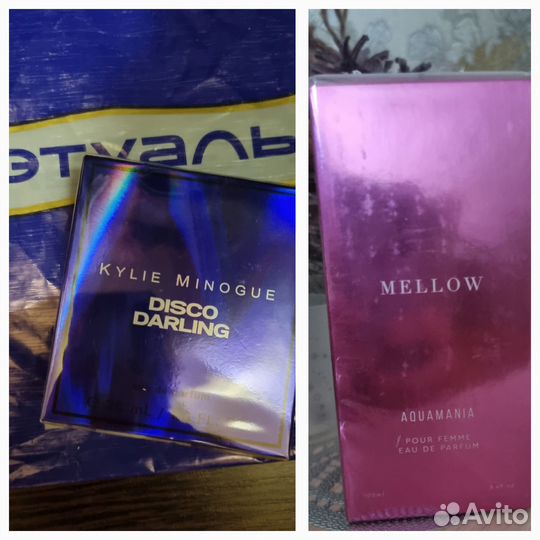 ЭТУАЛЬ
KYLIE MINOGUE
DISCO
DARLING
MELLOW
AQUAMANIA
POUR FEMME
EAU DE PARFUM
Avito